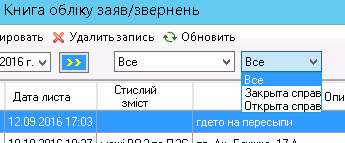 Книга обліку заяв/звернень
ировать Удалить запись Обновить
2016 г. Все Все
Все
Закрыта справ
Открыта справ
Дата листа Стислий зміст Опи
12.09.2016 17:03 гдето на пересыпи